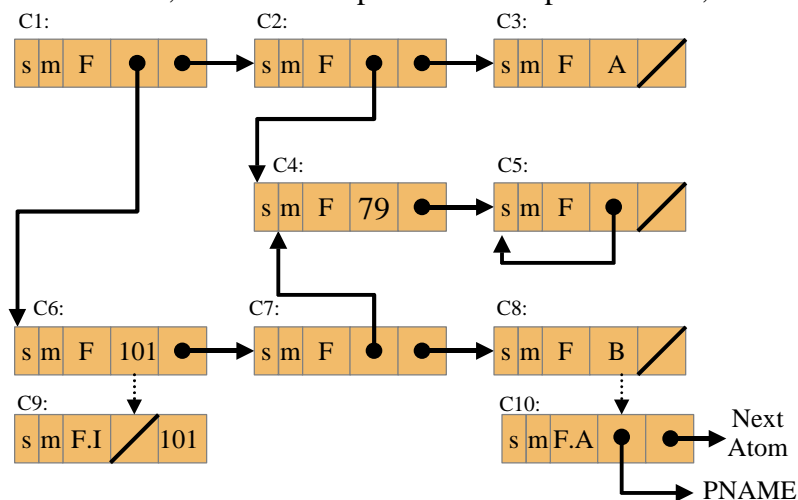 C1: C2: C3:
s m F s m F s m F A
C4: C5:
s m F 79 s m F
C6: C7: C8:
s m F 101 s m F s m F B
C9: C10:
s m F.I 101 s m F.A Next
Atom
PNAME